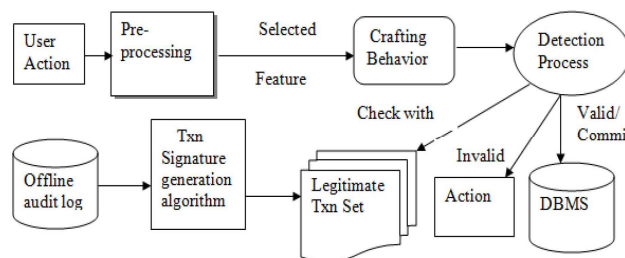 User
Action
Pre-
processing
Selected
Feature
Crafting
Behavior
Detection
Process
Check with
Valid/
Commi
Invalid
Offline
audit log
Txn
Signature
generation
algorithm
Legitimate
Txn Set
Action
DBMS